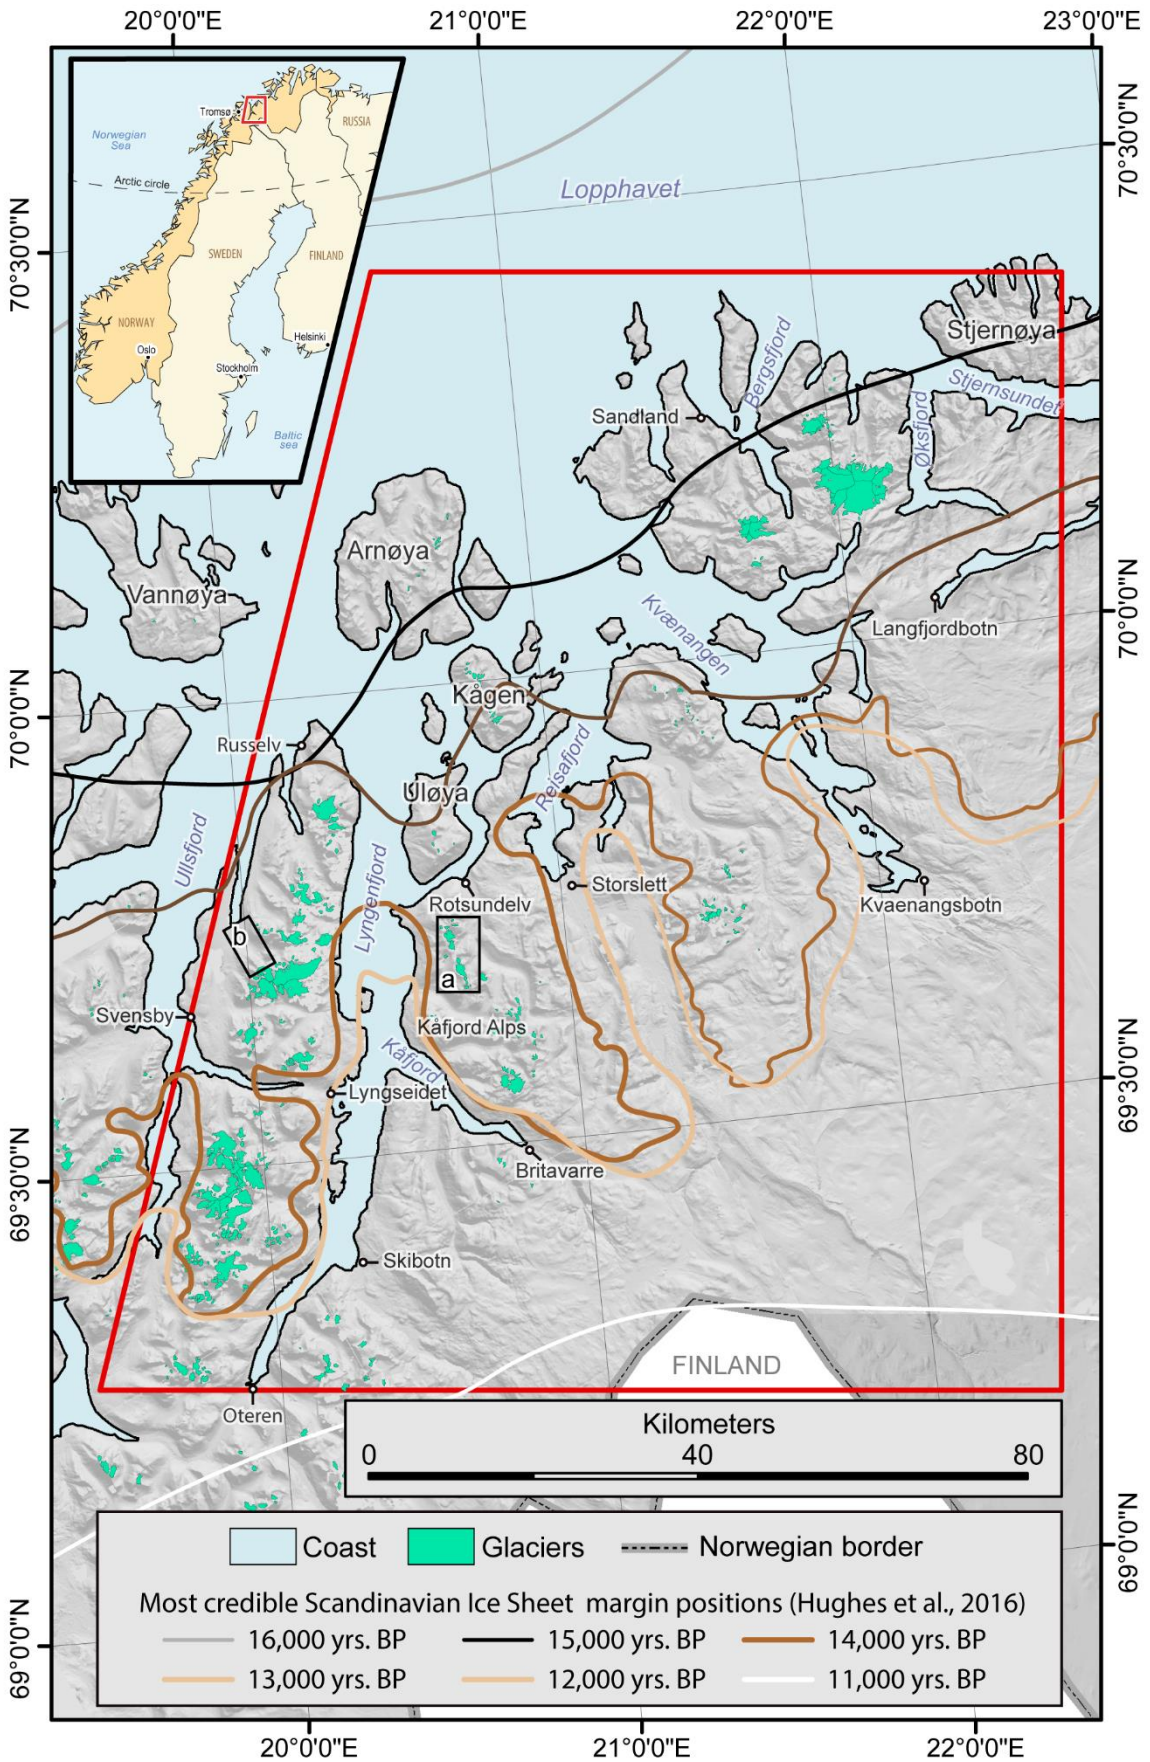 20°0'0"E
21°0'0"E
22°0'0"E
23°0'0"E
70°30'0"N
70°0'0"N
69°30'0"N
69°0'0"N
70°30'0"N
70°0'0"N
69°30'0"N
69°0'0"N
Tromsø
RUSSIA
Norwegian
Sea
Arctic circle
SWEDEN
FINLAND
NORWAY
Oslo
Helsinki
Stockholm
Baltic
sea
Lopphavet
Stjernøya
Bergsfjord
Stjernsundet
Sandland
Øksfjord
Arnøya
Vannøya
Kvænangen
Langfjordbotn
Kågen
Russelv
Reisafjord
Uløya
Ullsfjord
Storslett
Lyngenfjord
Rotsundelv
Kvaenangsbotn
b
a
Svensby
Kåfjord Alps
Kåfjord
Lyngseidet
Britavarre
Skibotn
FINLAND
Oteren
Kilometers
0 40 80
Coast Glaciers Norwegian border
Most credible Scandinavian Ice Sheet margin positions (Hughes et al., 2016)
16,000 yrs. BP 15,000 yrs. BP 14,000 yrs. BP
13,000 yrs. BP 12,000 yrs. BP 11,000 yrs. BP
20°0'0"E
21°0'0"E
22°0'0"E